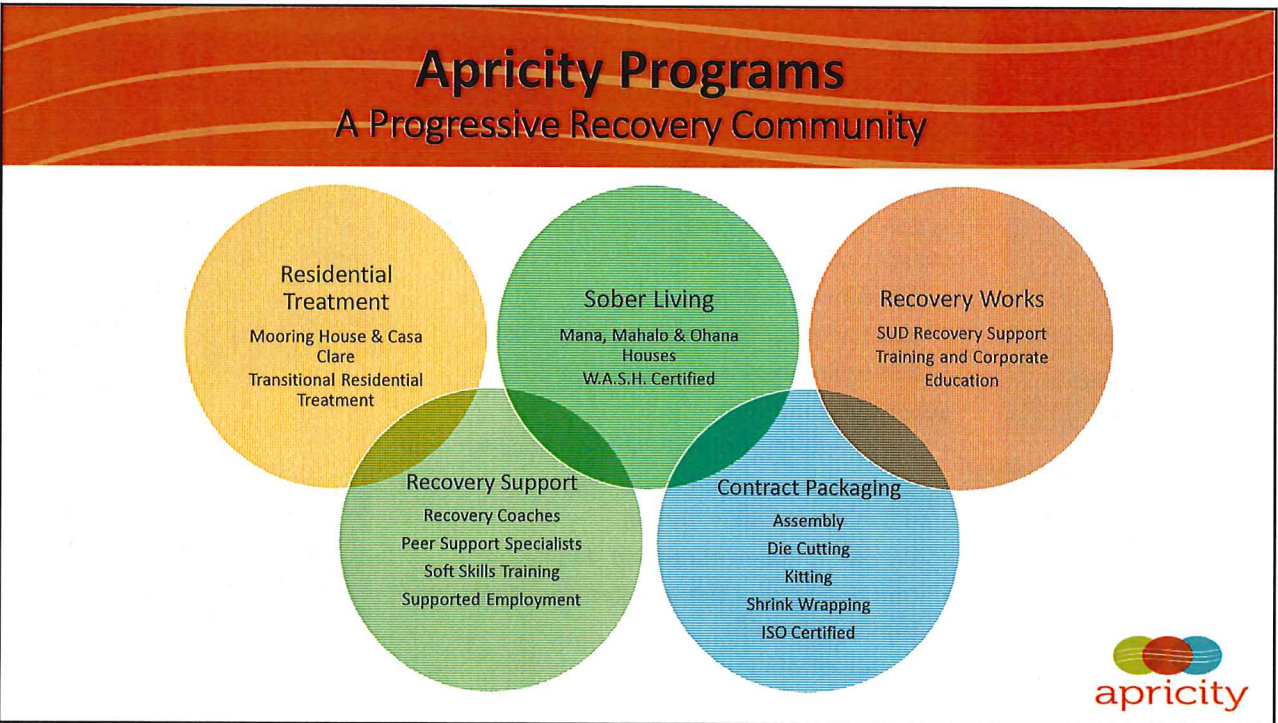 Apricity Programs
A Progressive Recovery Community
Residential
Treatment
Mooring House & Casa
Clare
Transitional Residential
Treatment
Sober Living
Mana, Mahalo & Ohana
Houses
W.A.S.H. Certified
Recovery Works
SUD Recovery Support
Training and Corporate
Education
Recovery Support
Recovery Coaches
Peer Support Specialists
Soft Skills Training
Supported Employment
Contract Packaging
Assembly
Die Cutting
Kitting
Shrink Wrapping
ISO Certified
apricity